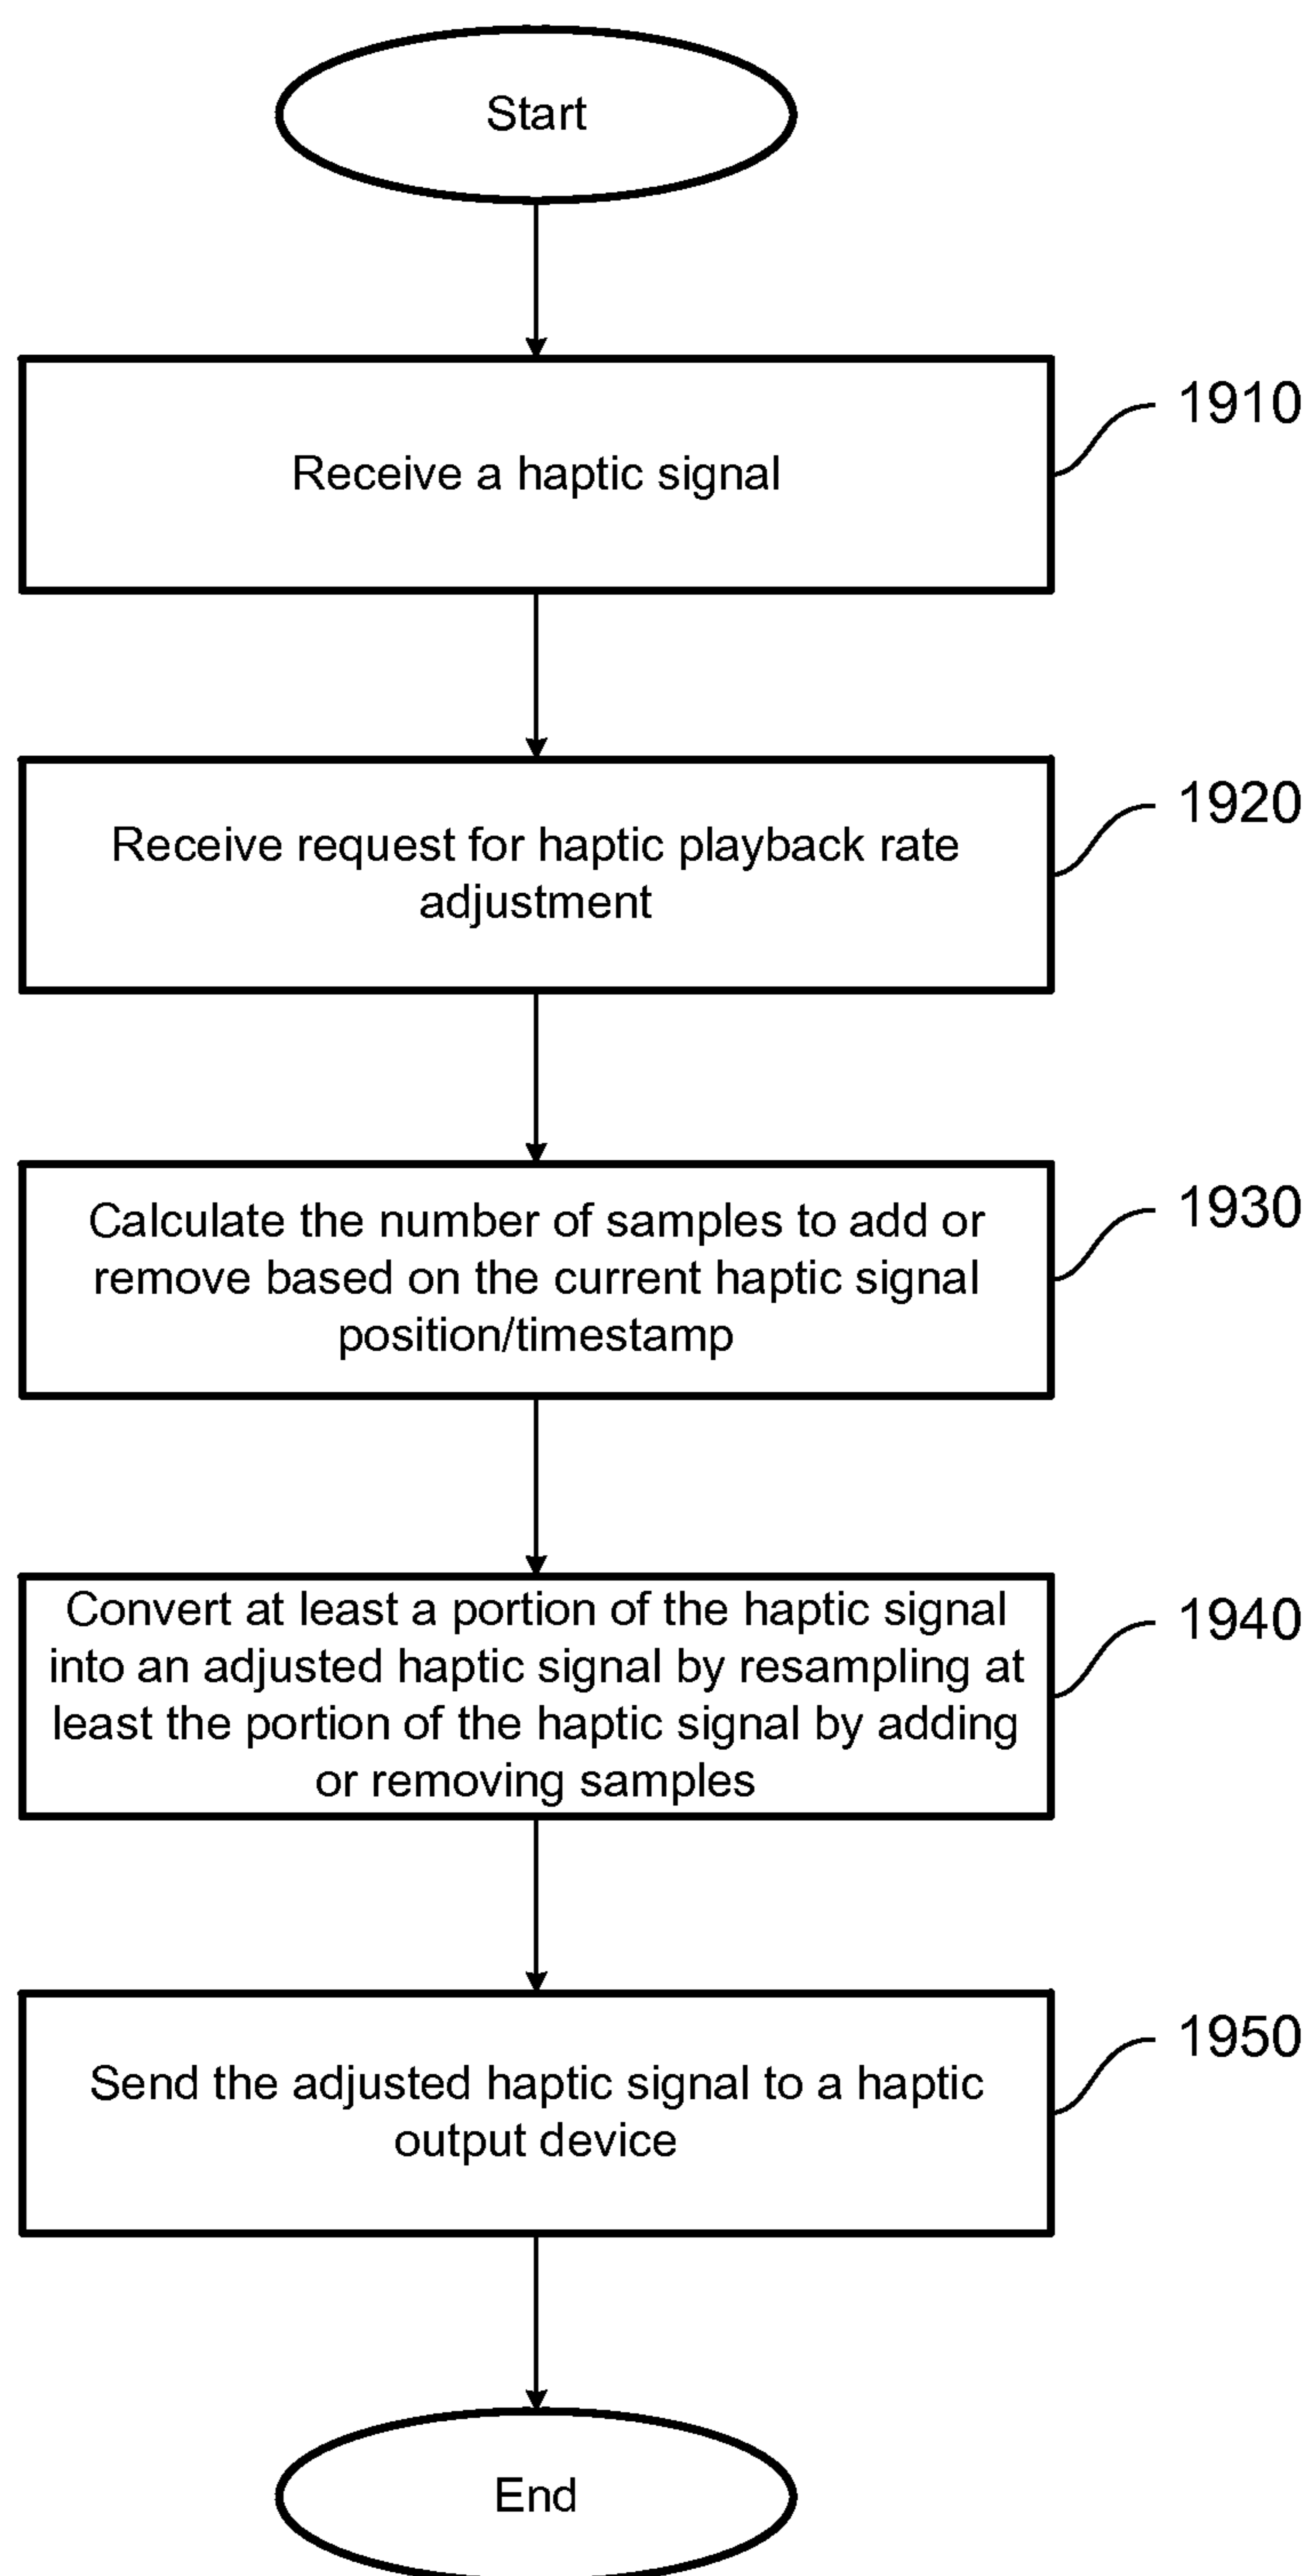 Start
Receive a haptic signal
1910
Receive request for haptic playback rate
adjustment
1920
Calculate the number of samples to add or
remove based on the current haptic signal
position/timestamp
1930
Convert at least a portion of the haptic signal
into an adjusted haptic signal by resampling at
least the portion of the haptic signal by adding
or removing samples
1940
Send the adjusted haptic signal to a haptic
output device
1950
End